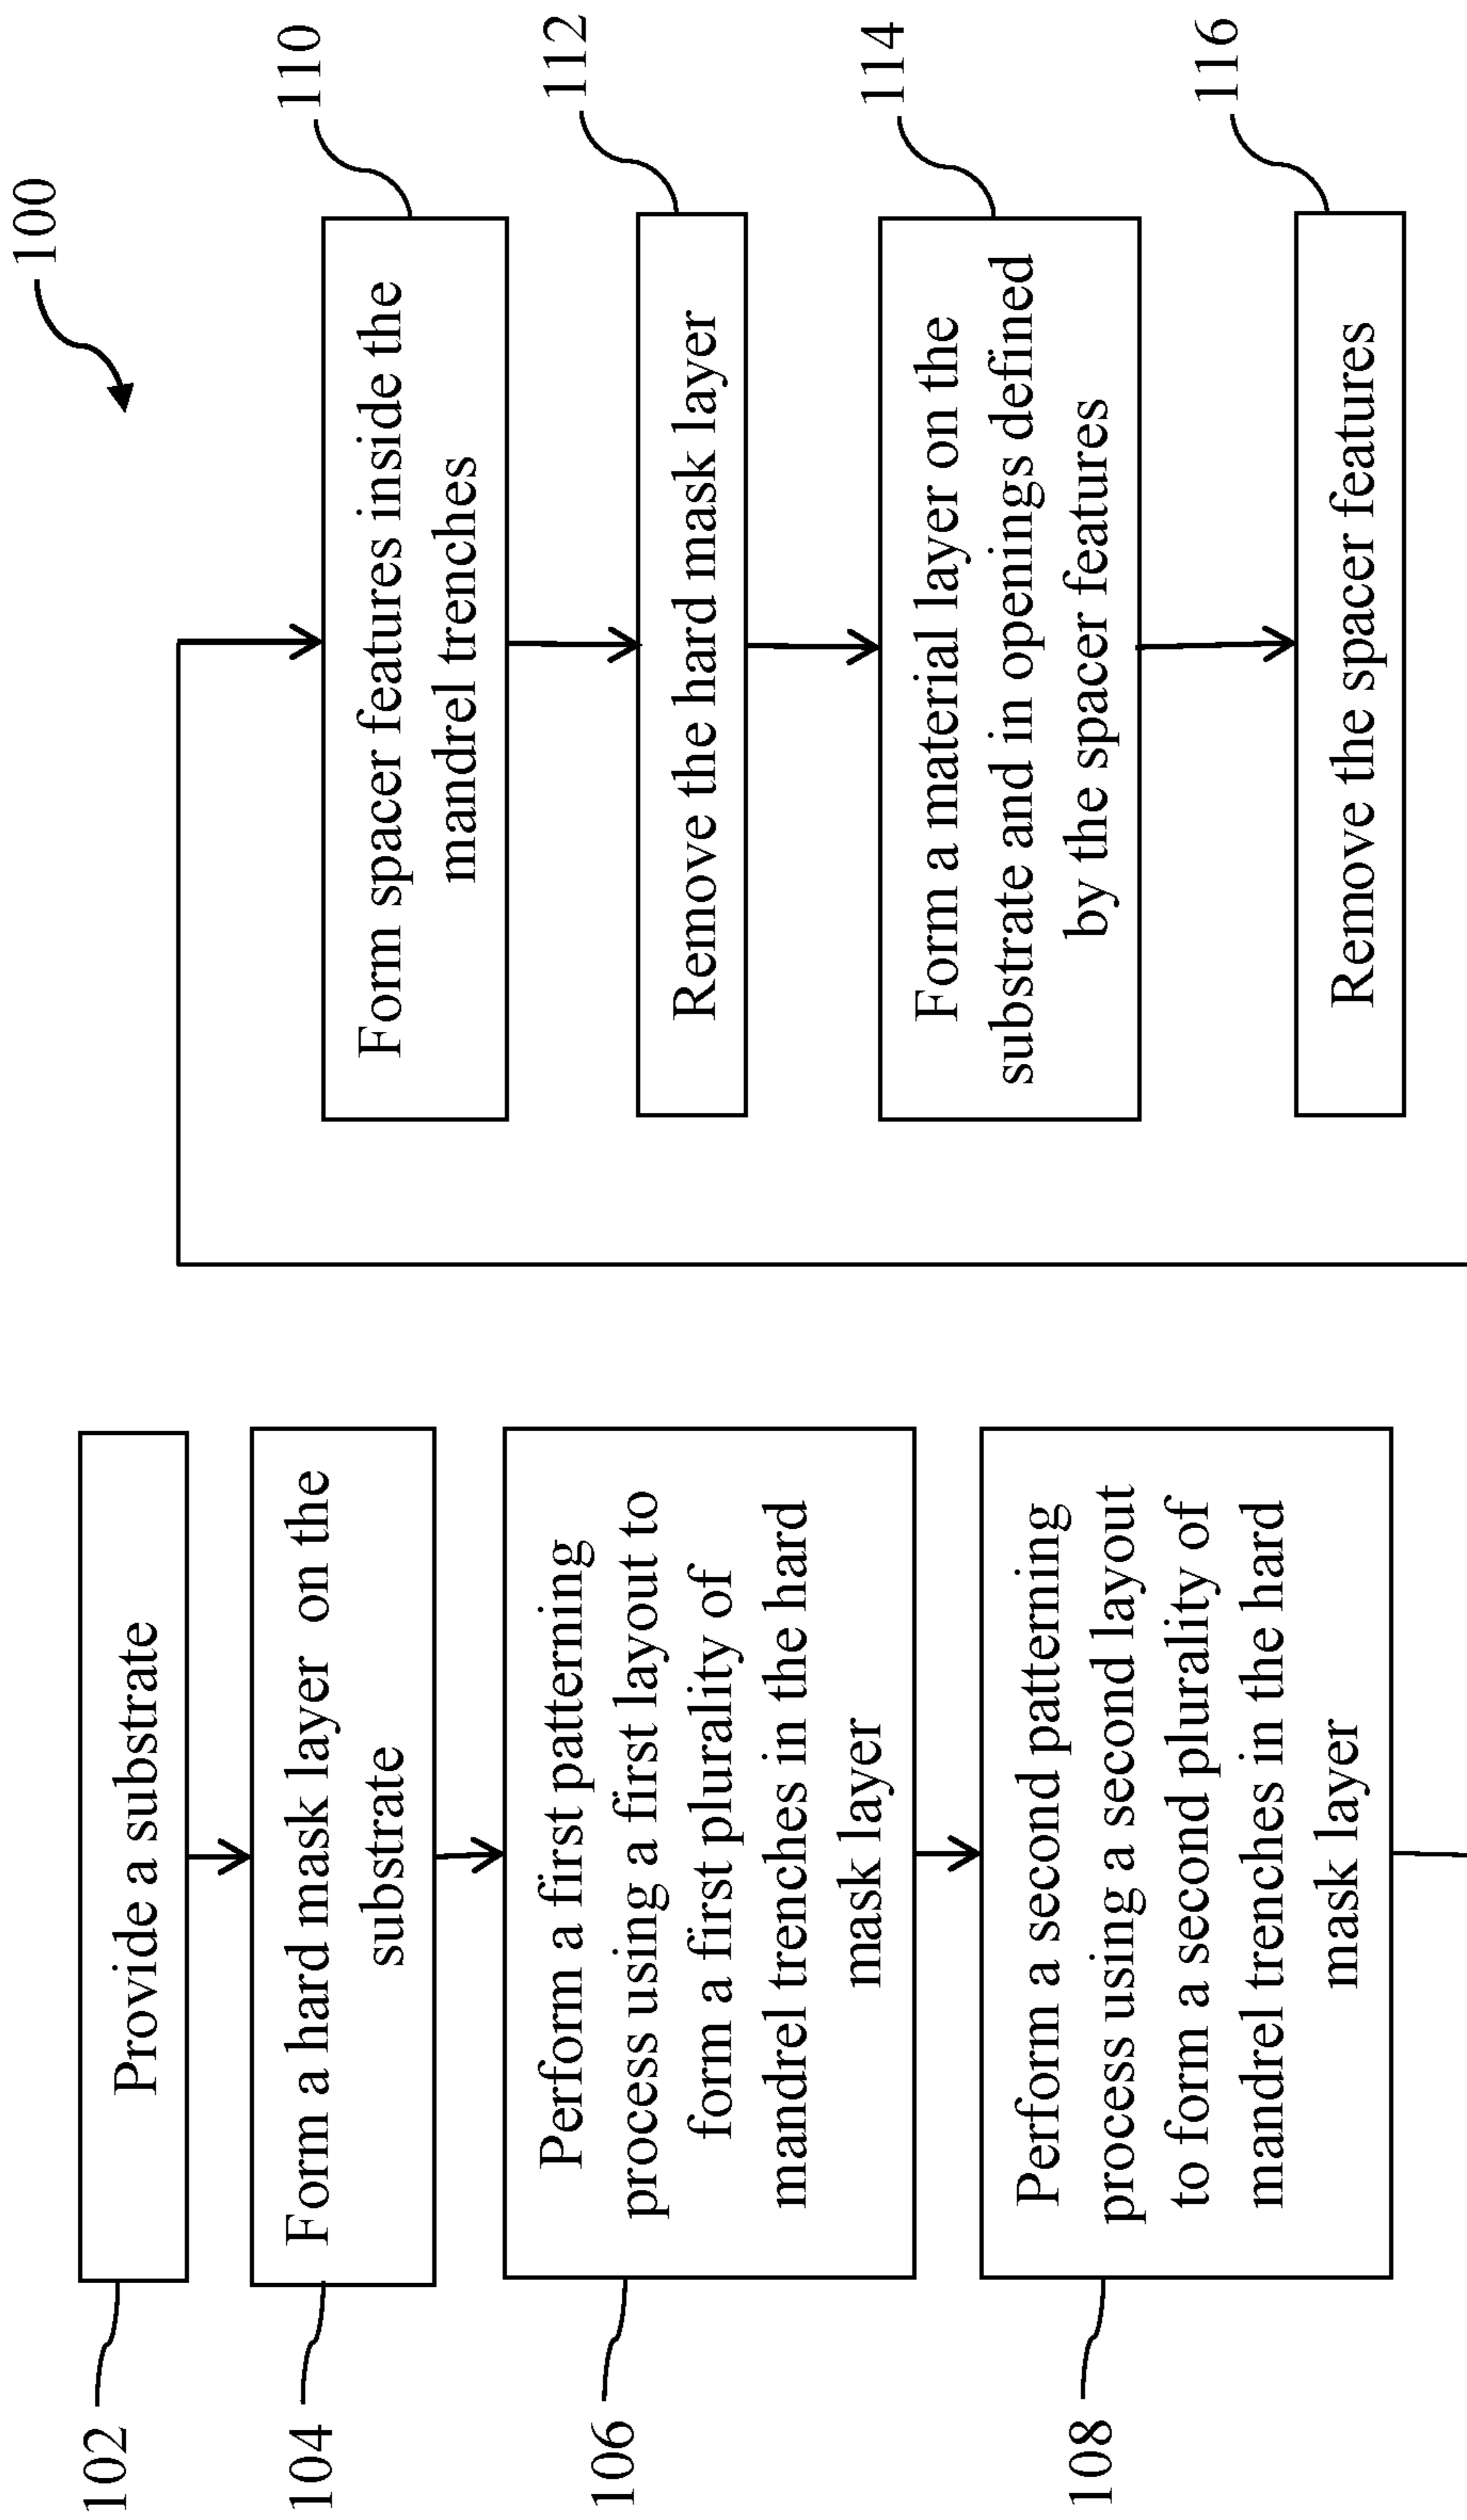 100
102
Provide a substrate
104
Form a hard mask layer on the
substrate
106
Perform a first patterning
process using a first layout to
form a first plurality of
mandrel trenches in the hard
mask layer
108
Perform a second patterning
process using a second layout
to form a second plurality of
mandrel trenches in the hard
mask layer
110
Form spacer features inside the
mandrel trenches
112
Remove the hard mask layer
114
Form a material layer on the
substrate and in openings defined
by the spacer features
116
Remove the spacer features